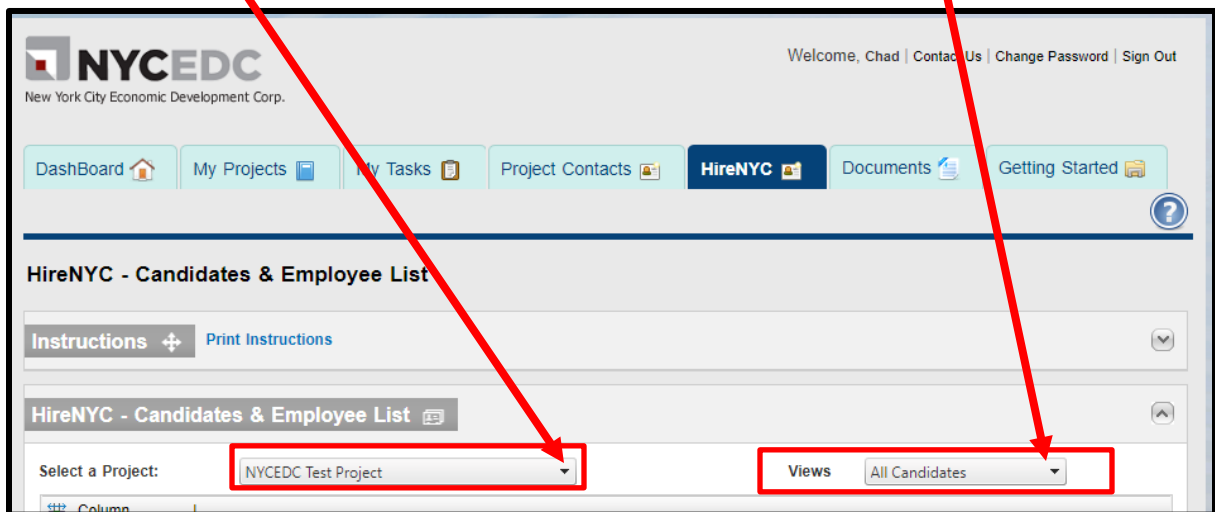 NYCEDC
New York City Economic Development Corp.
Welcome, Chad | Contact Us | Change Password | Sign Out
DashBoard My Projects My Tasks Project Contacts HireNYC Documents Getting Started
?
HireNYC - Candidates & Employee List
Instructions Print Instructions
HireNYC - Candidates & Employee List
Select a Project: NYCEDC Test Project Views All Candidates
Column